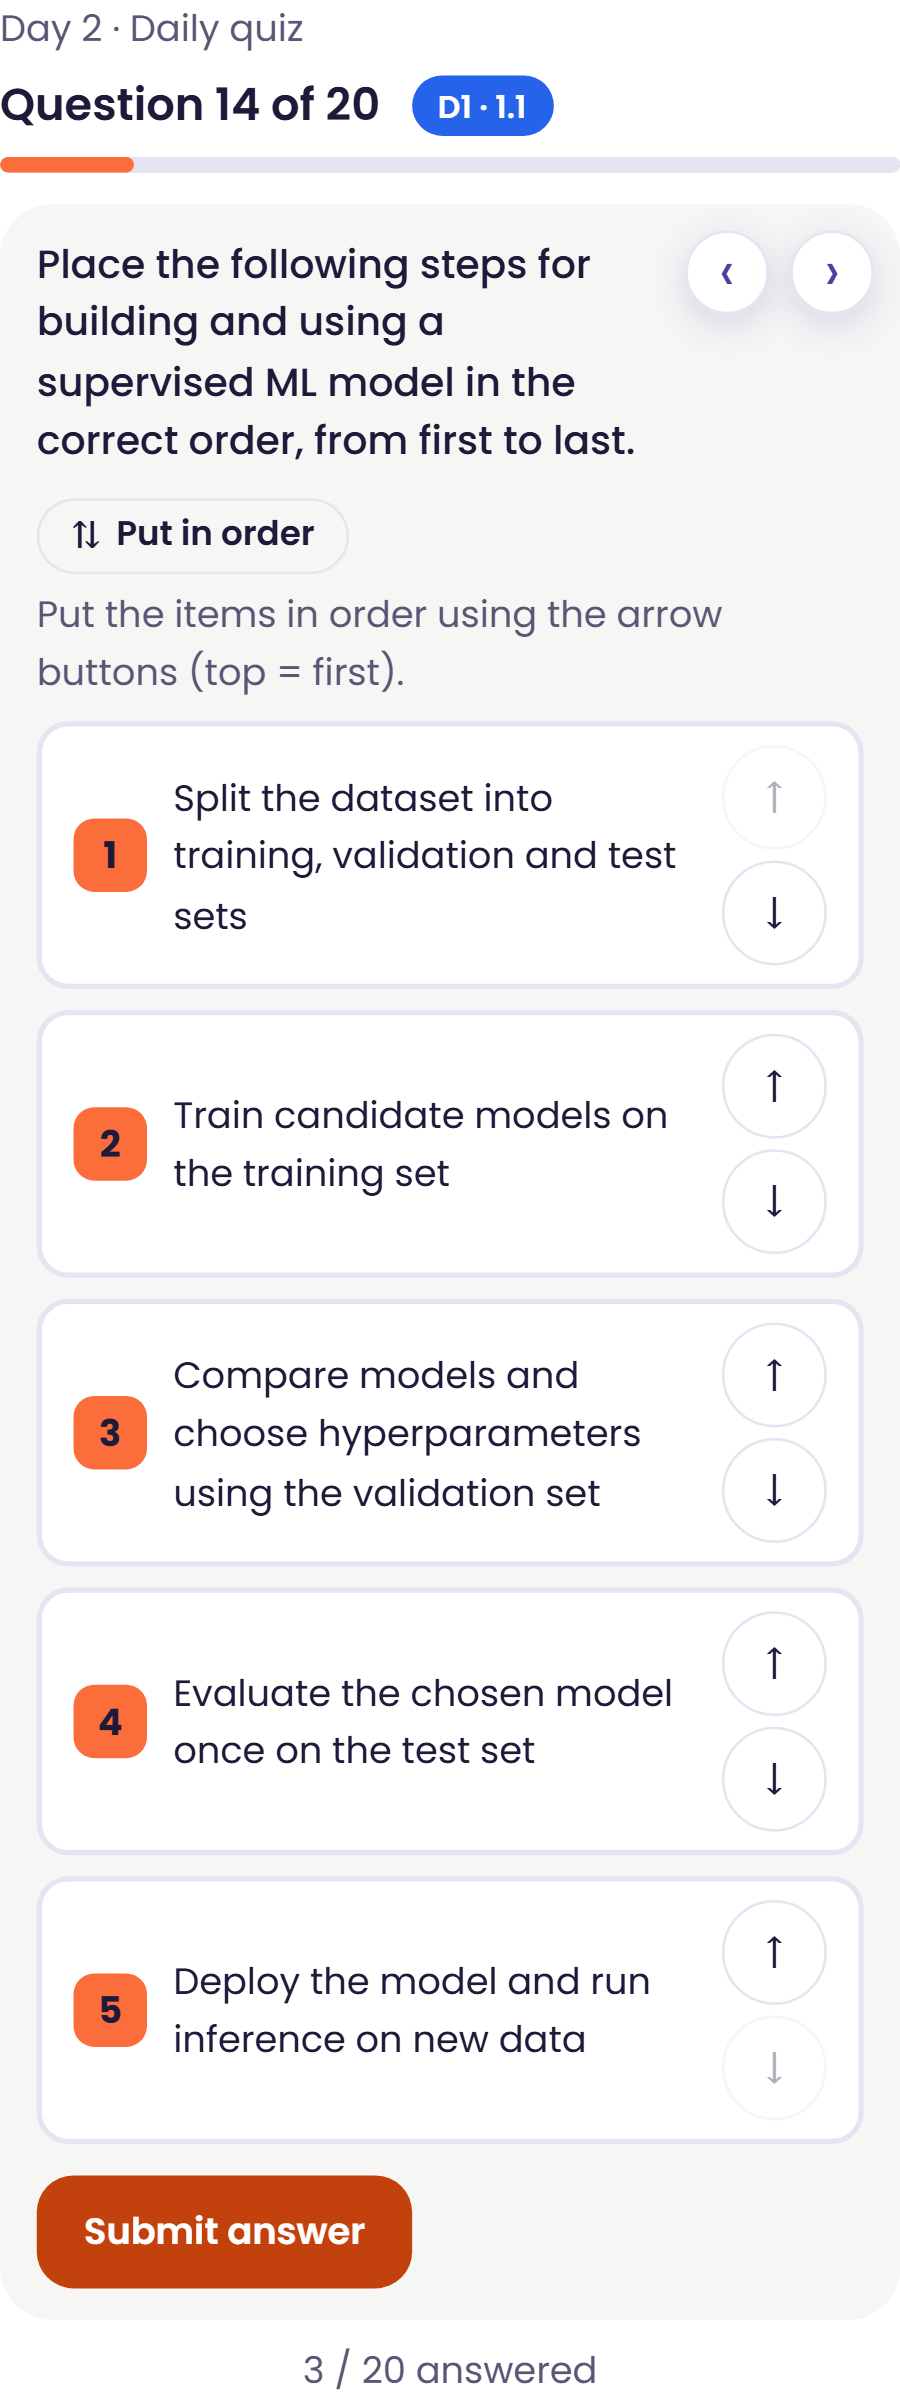 Day 2 · Daily quiz
Question 14 of 20
D1 · 1.1
Place the following steps for
building and using a
supervised ML model in the
correct order, from first to last.
‹ ›
↑↓ Put in order
Put the items in order using the arrow
buttons (top = first).
1
Split the dataset into
training, validation and test
sets
↑
↓
2
Train candidate models on
the training set
↑
↓
3
Compare models and
choose hyperparameters
using the validation set
↑
↓
4
Evaluate the chosen model
once on the test set
↑
↓
5
Deploy the model and run
inference on new data
↑
↓
Submit answer
3 / 20 answered